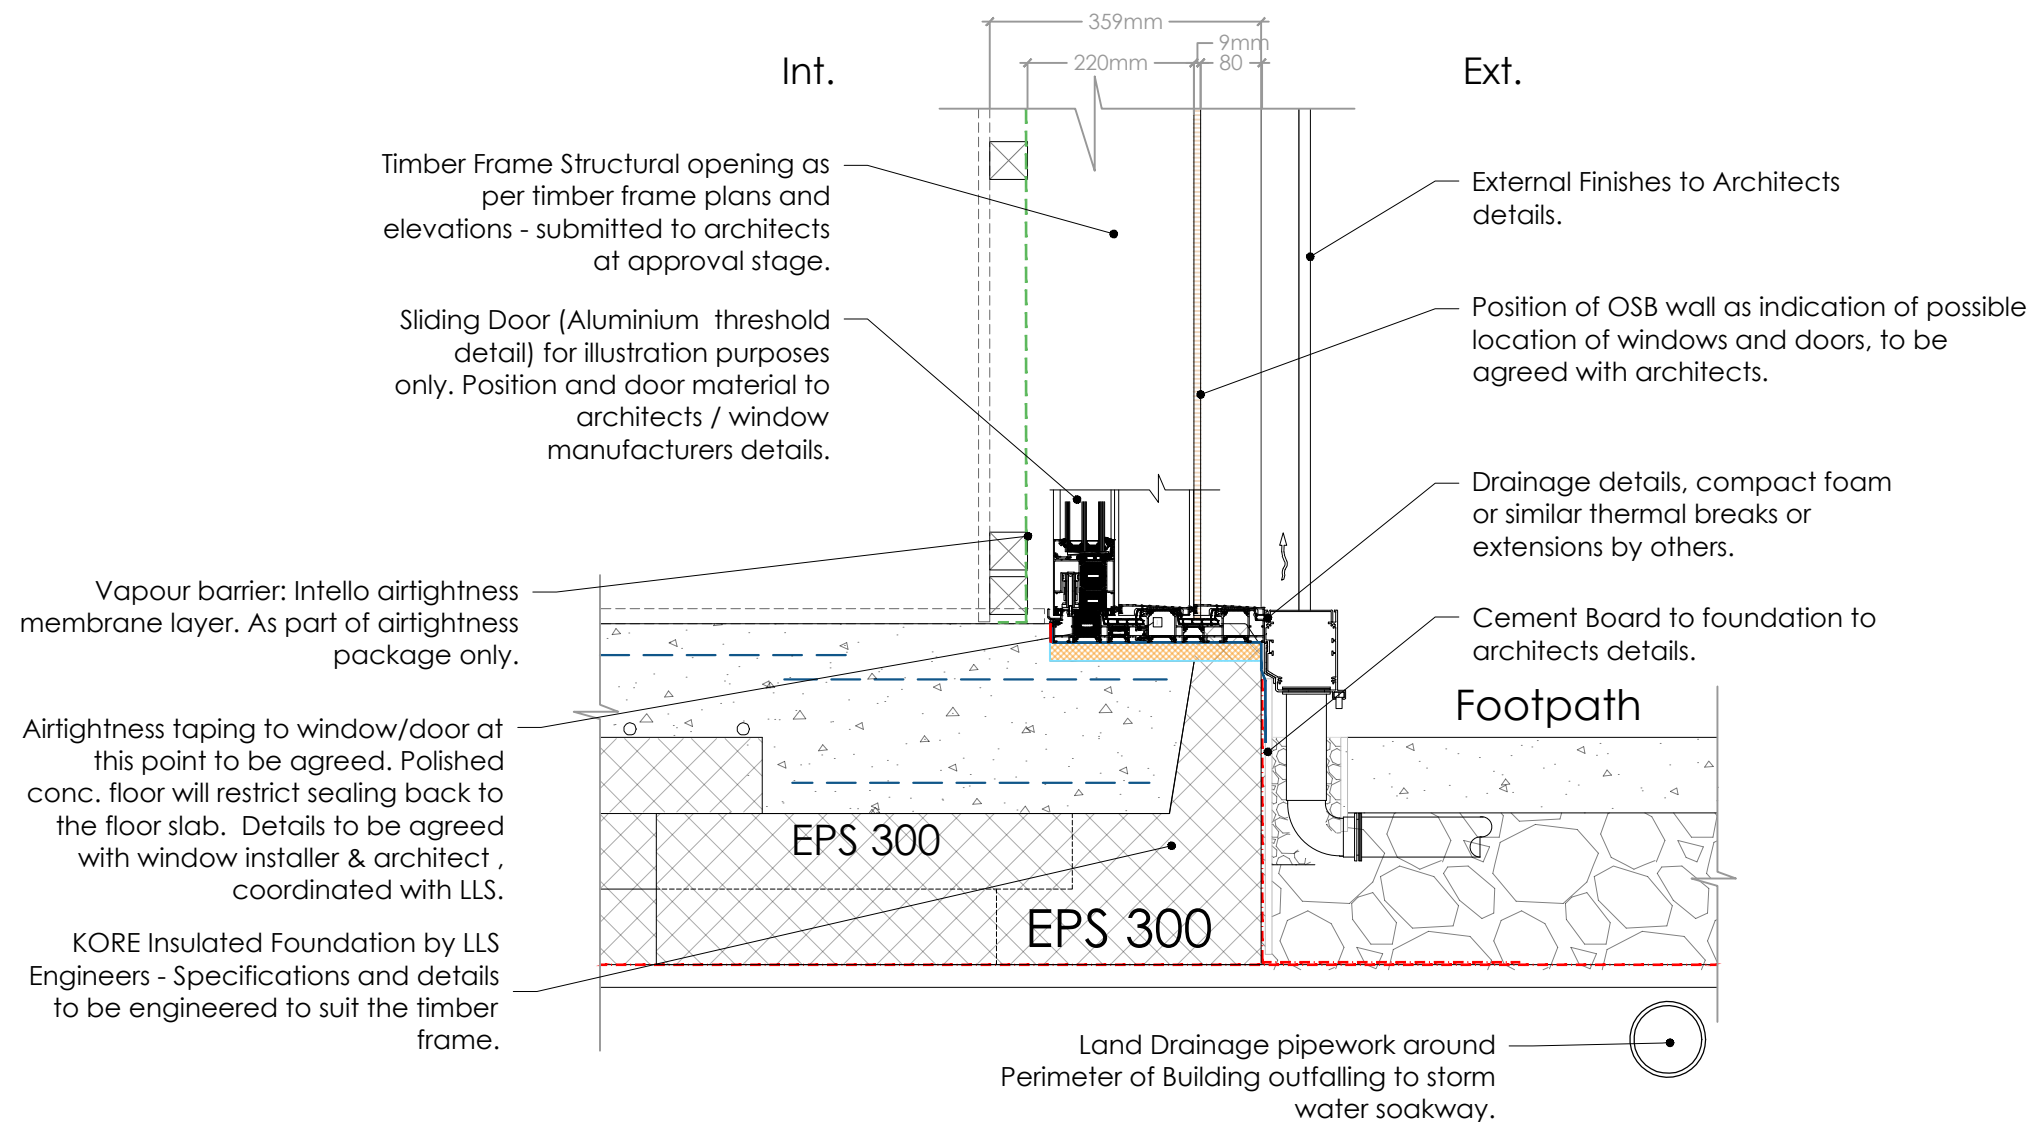 359mm
9mm
220mm
80
Int.
Ext.
Timber Frame Structural opening as
per timber frame plans and
elevations - submitted to architects
at approval stage.
Sliding Door (Aluminium threshold
detail) for illustration purposes
only. Position and door material to
architects / window
manufacturers details.
Vapour barrier: Intello airtightness
membrane layer. As part of airtightness
package only.
Airtightness taping to window/door at
this point to be agreed. Polished
conc. floor will restrict sealing back to
the floor slab. Details to be agreed
with window installer & architect ,
coordinated with LLS.
KORE Insulated Foundation by LLS
Engineers - Specifications and details
to be engineered to suit the timber
frame.
External Finishes to Architects
details.
Position of OSB wall as indication of possible
location of windows and doors, to be
agreed with architects.
Drainage details, compact foam
or similar thermal breaks or
extensions by others.
Cement Board to foundation to
architects details.
Footpath
EPS 300
EPS 300
Land Drainage pipework around
Perimeter of Building outfalling to storm
water soakway.